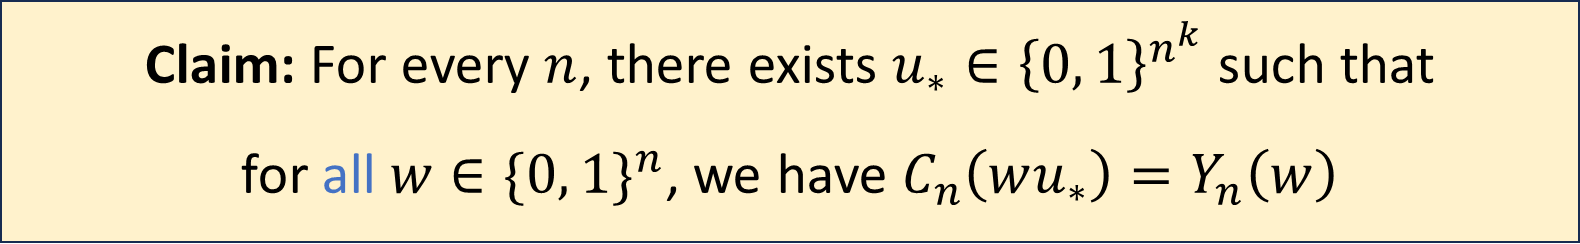 Claim: For every n, there exists u_* ∈ {0, 1}^{n^k} such that
for all w ∈ {0, 1}^n, we have C_n(wu_*) = Y_n(w)